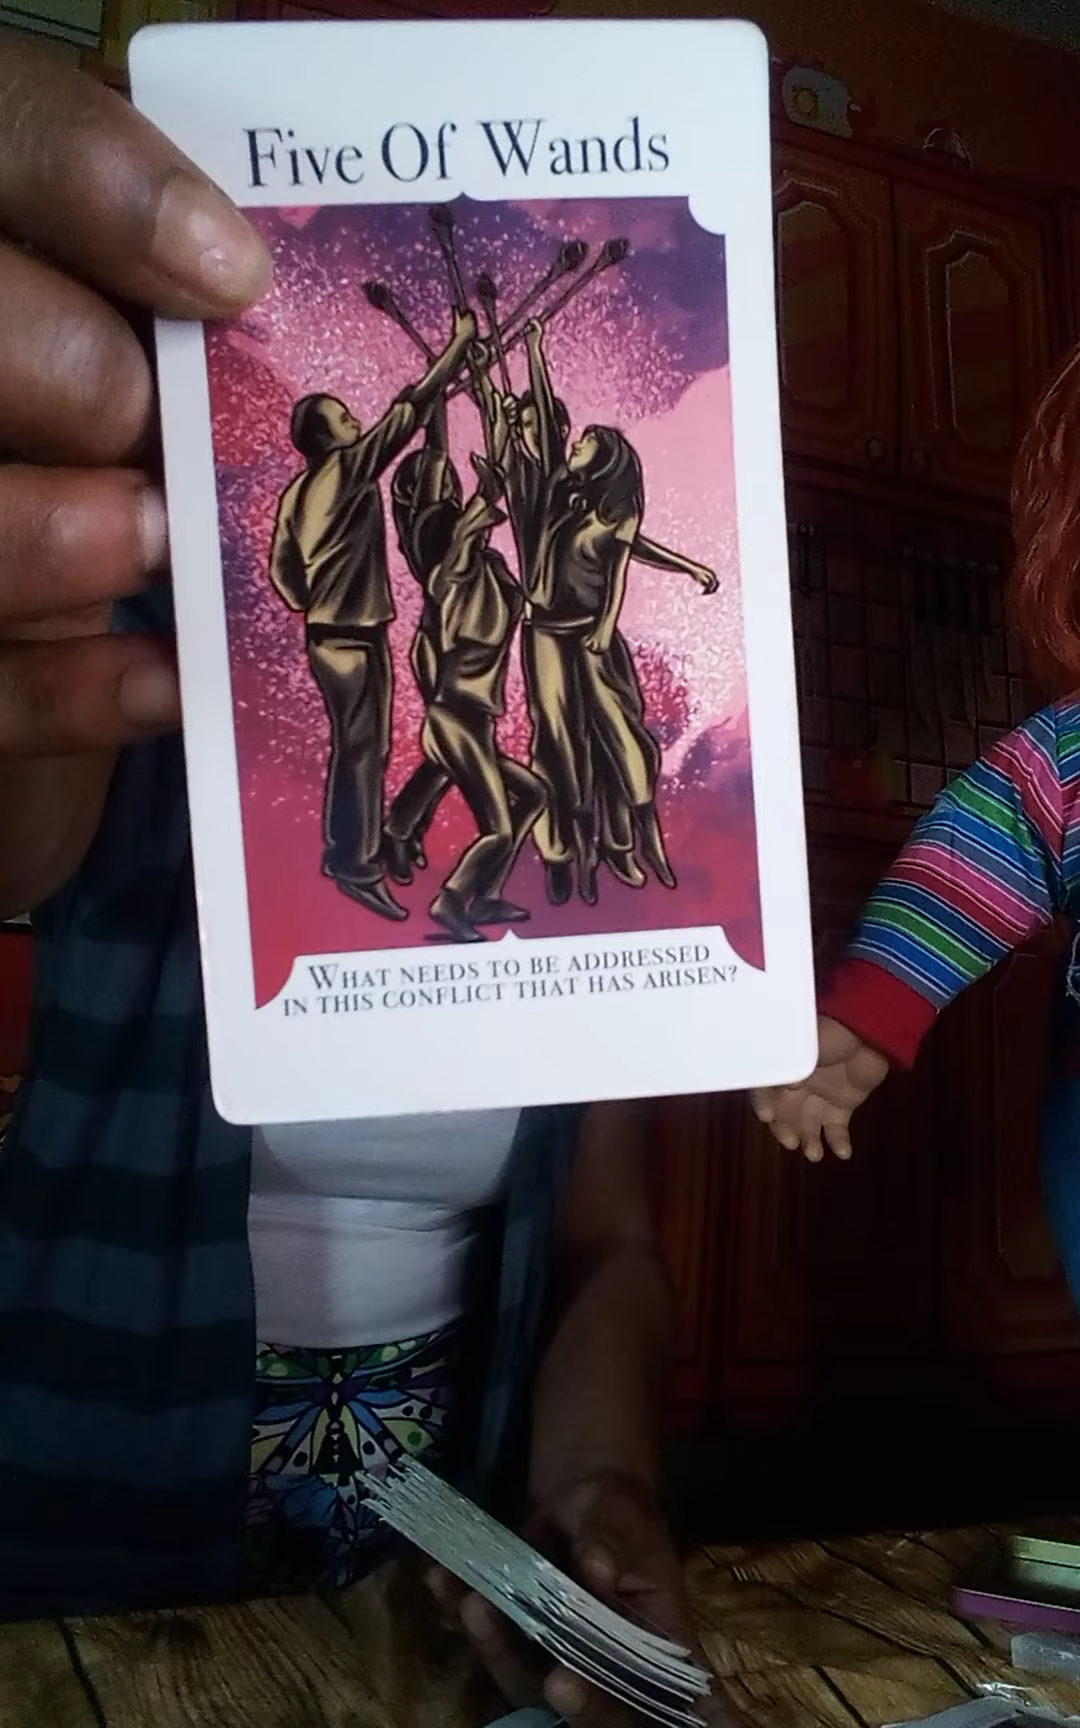 Five Of Wands
WHAT NEEDS TO BE ADDRESSED
IN THIS CONFLICT THAT HAS ARISEN?